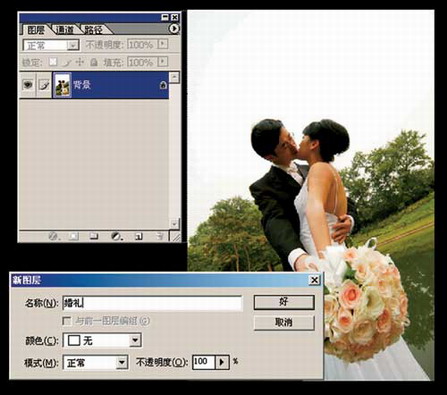 图层 通道 路径
正常 不透明度: 100%
锁定: 填充: 100%
背景
新图层
名称(N): 婚礼 好
与前一图层编组(G) 取消
颜色(C): 无
模式(M): 正常 不透明度(O): 100 %